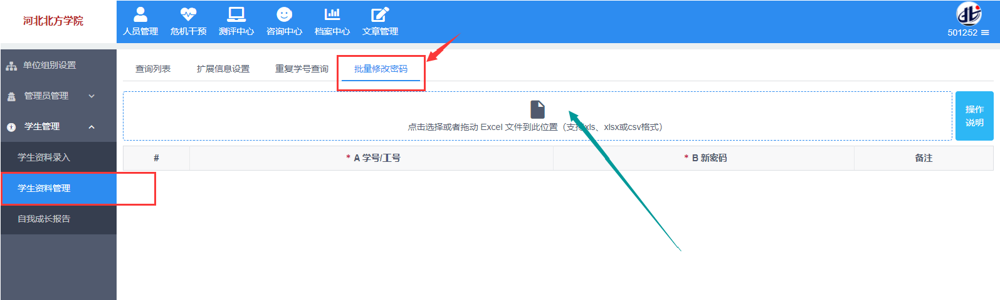 河北北方学院
人员管理 危机干预 测评中心 咨询中心 档案中心 文章管理
501252
单位组别设置
管理员管理
学生管理
学生资料录入
学生资料管理
自我成长报告
查询列表 扩展信息设置 重复学号查询 批量修改密码
点击选择或者拖动 Excel 文件到此位置（支持xls、xlsx或csv格式）
操作
说明
# * A 学号/工号 * B 新密码 备注